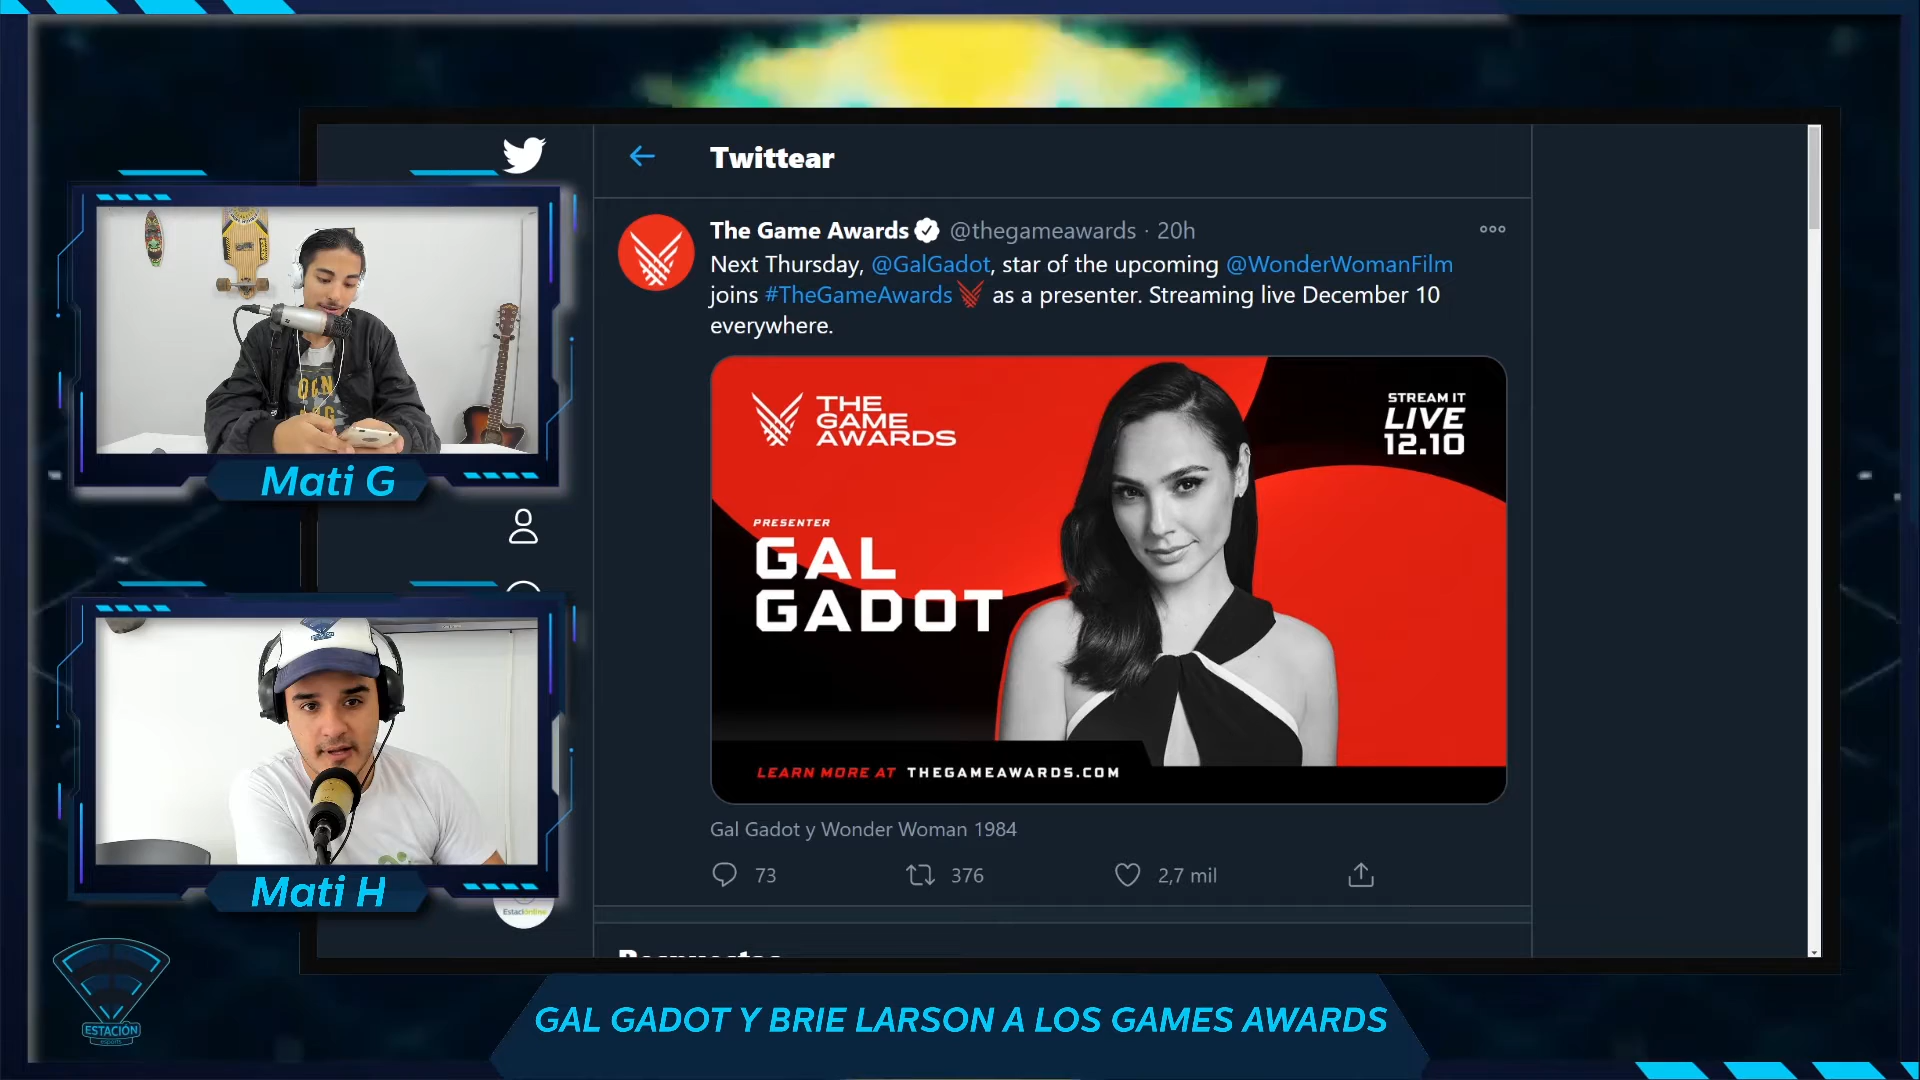 Twittear
The Game Awards @thegameawards · 20h
Next Thursday, @GalGadot, star of the upcoming @WonderWomanFilm
joins #TheGameAwards as a presenter. Streaming live December 10
everywhere.
THE
GAME
AWARDS
STREAM IT
LIVE
12.10
PRESENTER
GAL
GADOT
LEARN MORE AT THEGAMEAWARDS.COM
Gal Gadot y Wonder Woman 1984
73 376 2,7 mil
Respuestas
Mati G
Mati H
Estacionline
ESTACIÓN
esports
GAL GADOT Y BRIE LARSON A LOS GAMES AWARDS